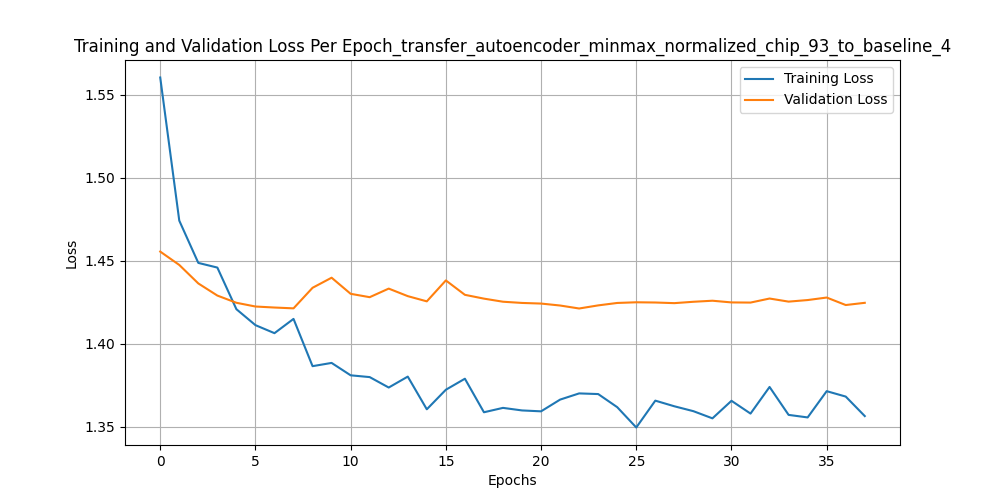 Training and Validation Loss Per Epoch_transfer_autoencoder_minmax_normalized_chip_93_to_baseline_4
Training Loss
Validation Loss
1.55
1.50
1.45
1.40
1.35
Loss
0 5 10 15 20 25 30 35
Epochs